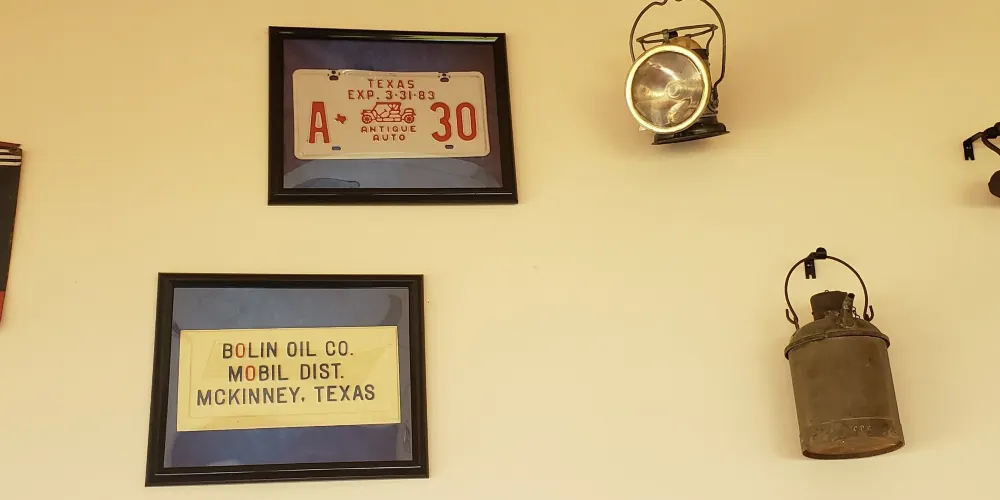 TEXAS
EXP. 3-31-83
A 30
ANTIQUE
AUTO
BOLIN OIL CO.
MOBIL DIST.
MCKINNEY, TEXAS